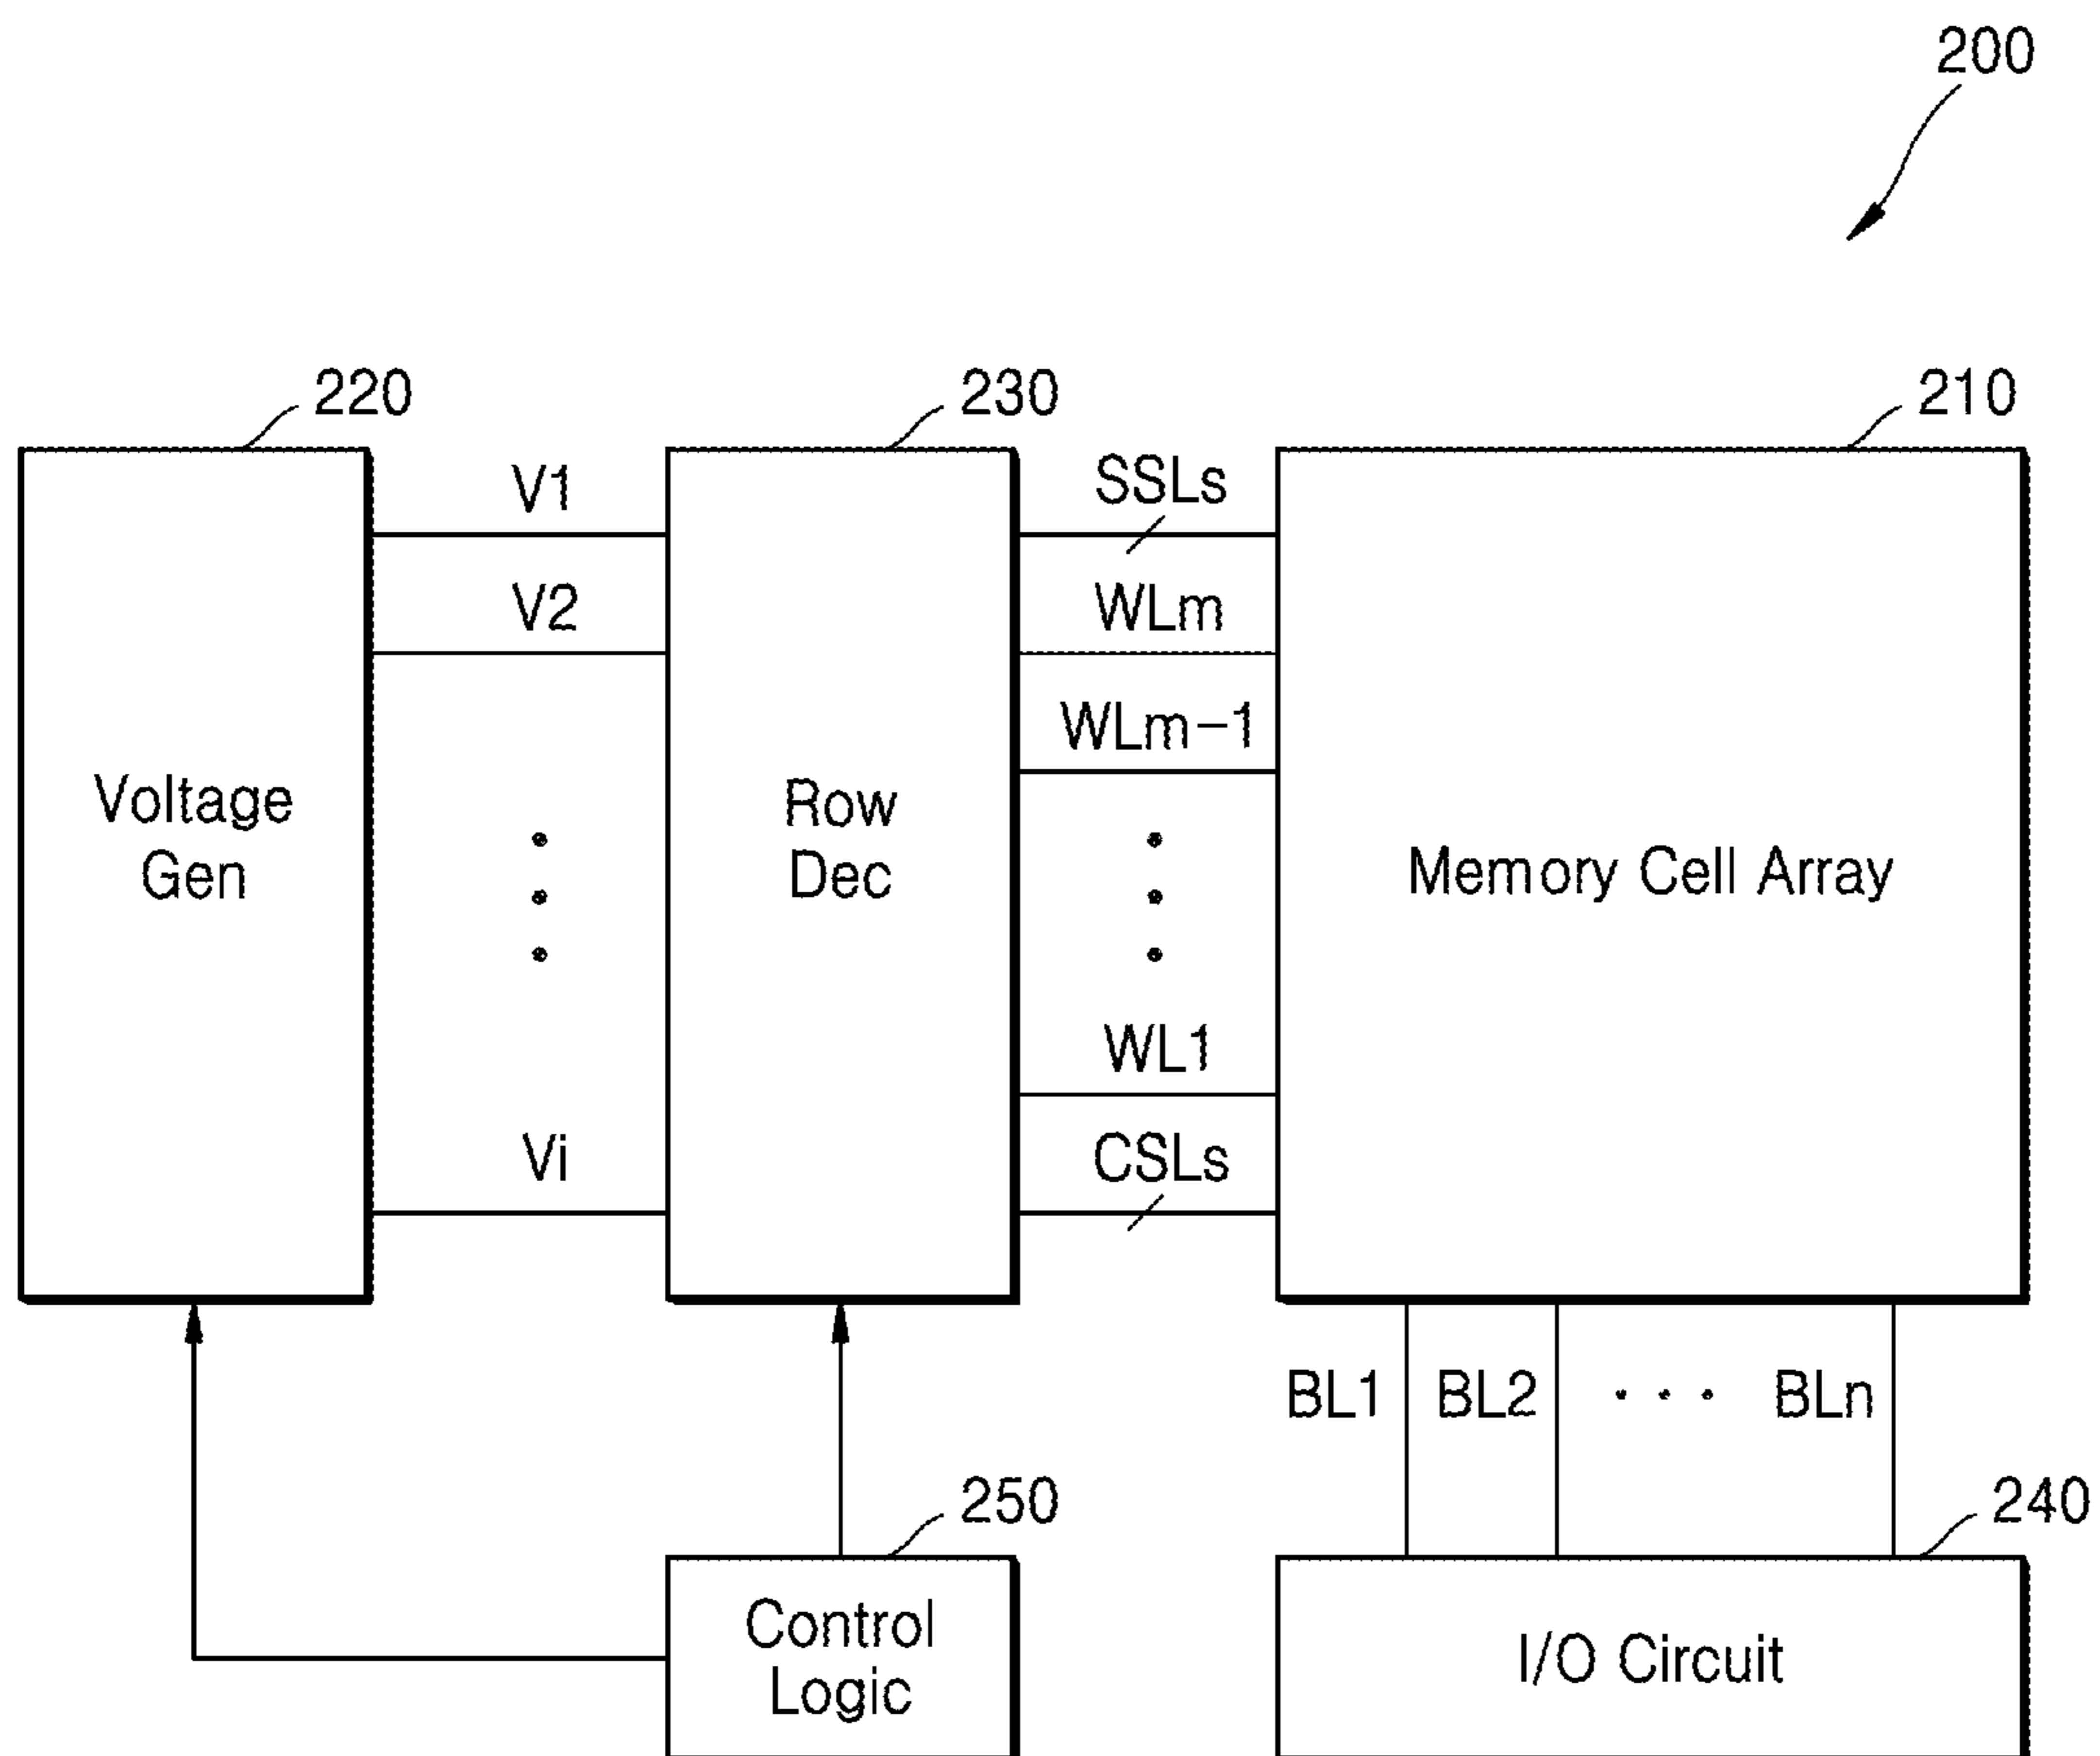 200
220
230
210
V1
SSLs
V2
WLm
WLm-1
Voltage
Gen
Row
Dec
Memory Cell Array
WL1
Vi
CSLs
BL1
BL2
BLn
250
240
Control
Logic
I/O Circuit